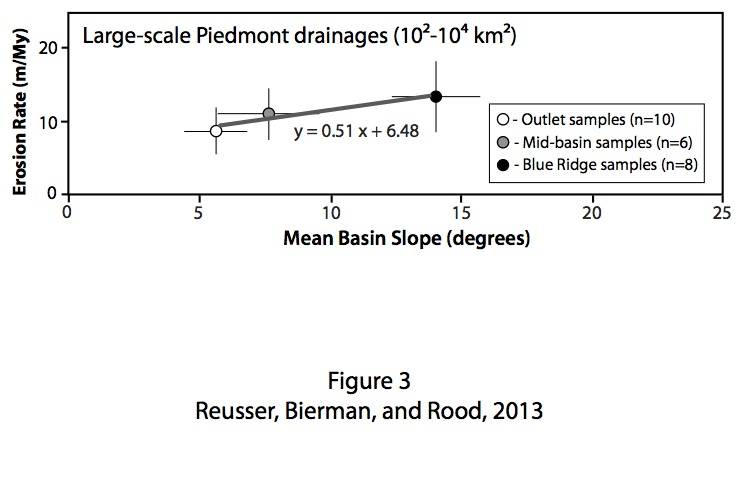 Large-scale Piedmont drainages (10²-10⁴ km²)
Erosion Rate (m/My)
20
10
0
y = 0.51 x + 6.48
- Outlet samples (n=10)
- Mid-basin samples (n=6)
- Blue Ridge samples (n=8)
0 5 10 15 20 25
Mean Basin Slope (degrees)
Figure 3
Reusser, Bierman, and Rood, 2013